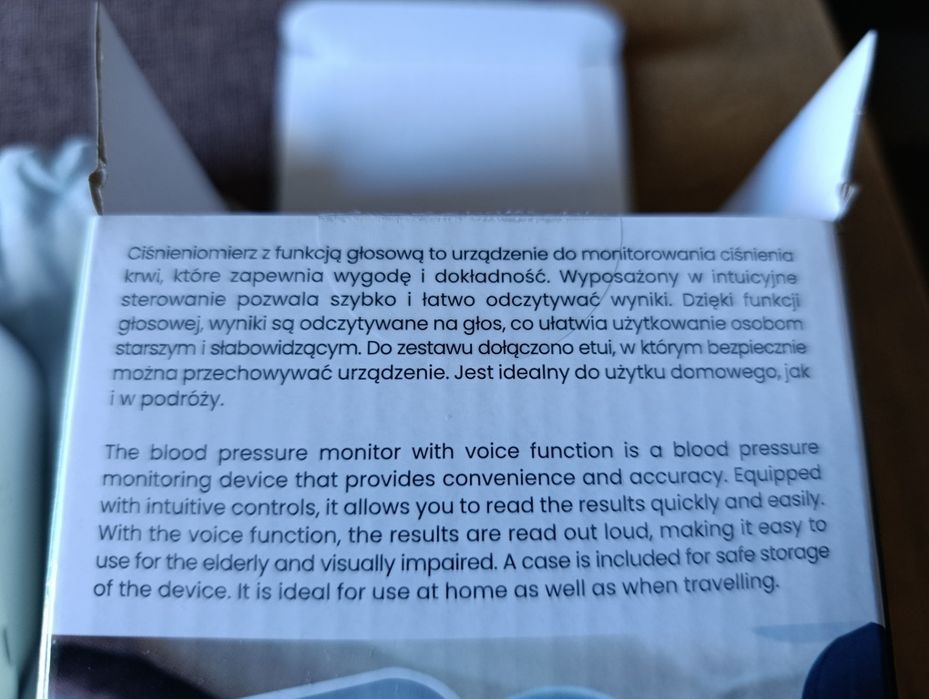 Ciśnieniomierz z funkcją głosową to urządzenie do monitorowania ciśnienia
krwi, które zapewnia wygodę i dokładność. Wyposażony w intuicyjne
sterowanie pozwala szybko i łatwo odczytywać wyniki. Dzięki funkcji
głosowej, wyniki są odczytywane na głos, co ułatwia użytkowanie osobom
starszym i słabowidzącym. Do zestawu dołączono etui, w którym bezpiecznie
można przechowywać urządzenie. Jest idealny do użytku domowego, jak
i w podróży.
The blood pressure monitor with voice function is a blood pressure
monitoring device that provides convenience and accuracy. Equipped
with intuitive controls, it allows you to read the results quickly and easily.
With the voice function, the results are read out loud, making it easy to
use for the elderly and visually impaired. A case is included for safe storage
of the device. It is ideal for use at home as well as when travelling.